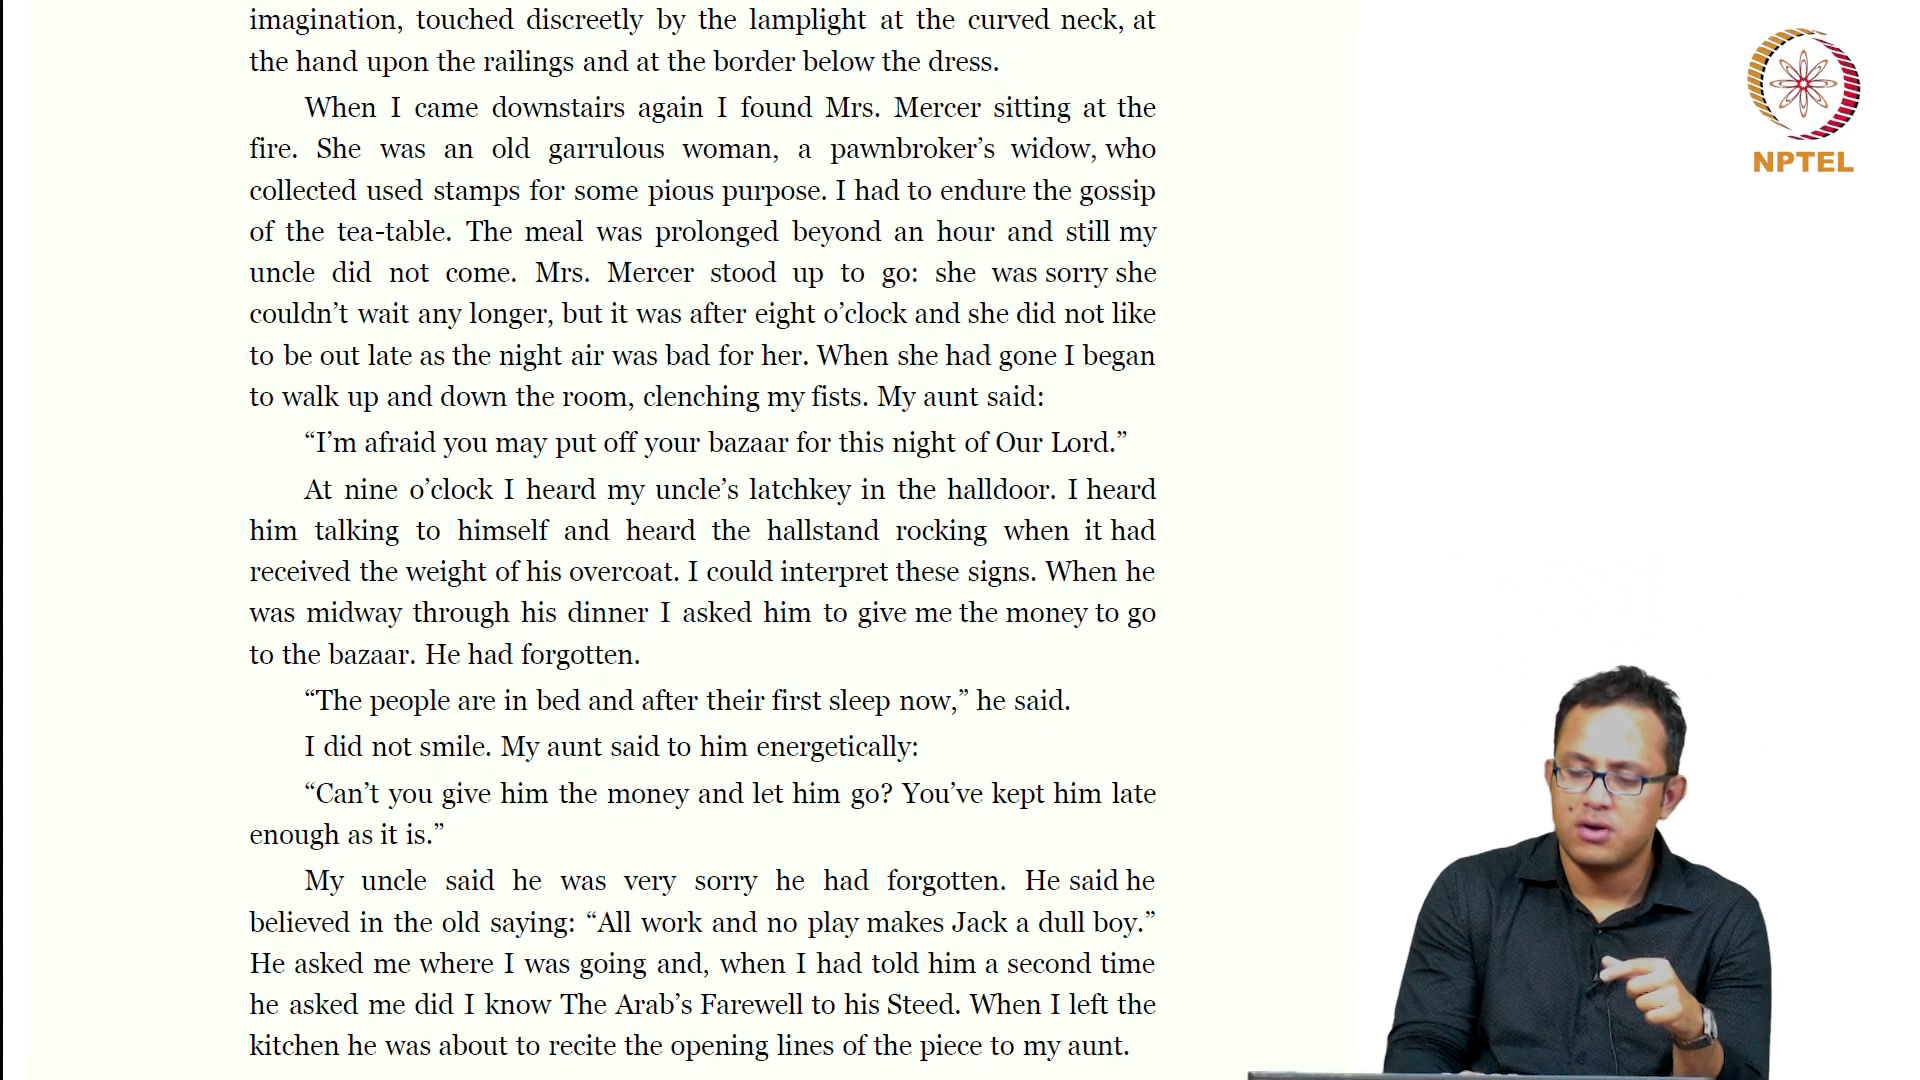 imagination, touched discreetly by the lamplight at the curved neck, at
the hand upon the railings and at the border below the dress.
When I came downstairs again I found Mrs. Mercer sitting at the
fire. She was an old garrulous woman, a pawnbroker’s widow, who
collected used stamps for some pious purpose. I had to endure the gossip
of the tea-table. The meal was prolonged beyond an hour and still my
uncle did not come. Mrs. Mercer stood up to go: she was sorry she
couldn’t wait any longer, but it was after eight o’clock and she did not like
to be out late as the night air was bad for her. When she had gone I began
to walk up and down the room, clenching my fists. My aunt said:
“I’m afraid you may put off your bazaar for this night of Our Lord.”
At nine o’clock I heard my uncle’s latchkey in the halldoor. I heard
him talking to himself and heard the hallstand rocking when it had
received the weight of his overcoat. I could interpret these signs. When he
was midway through his dinner I asked him to give me the money to go
to the bazaar. He had forgotten.
“The people are in bed and after their first sleep now,” he said.
I did not smile. My aunt said to him energetically:
“Can’t you give him the money and let him go? You’ve kept him late
enough as it is.”
My uncle said he was very sorry he had forgotten. He said he
believed in the old saying: “All work and no play makes Jack a dull boy.”
He asked me where I was going and, when I had told him a second time
he asked me did I know The Arab’s Farewell to his Steed. When I left the
kitchen he was about to recite the opening lines of the piece to my aunt.
NPTEL